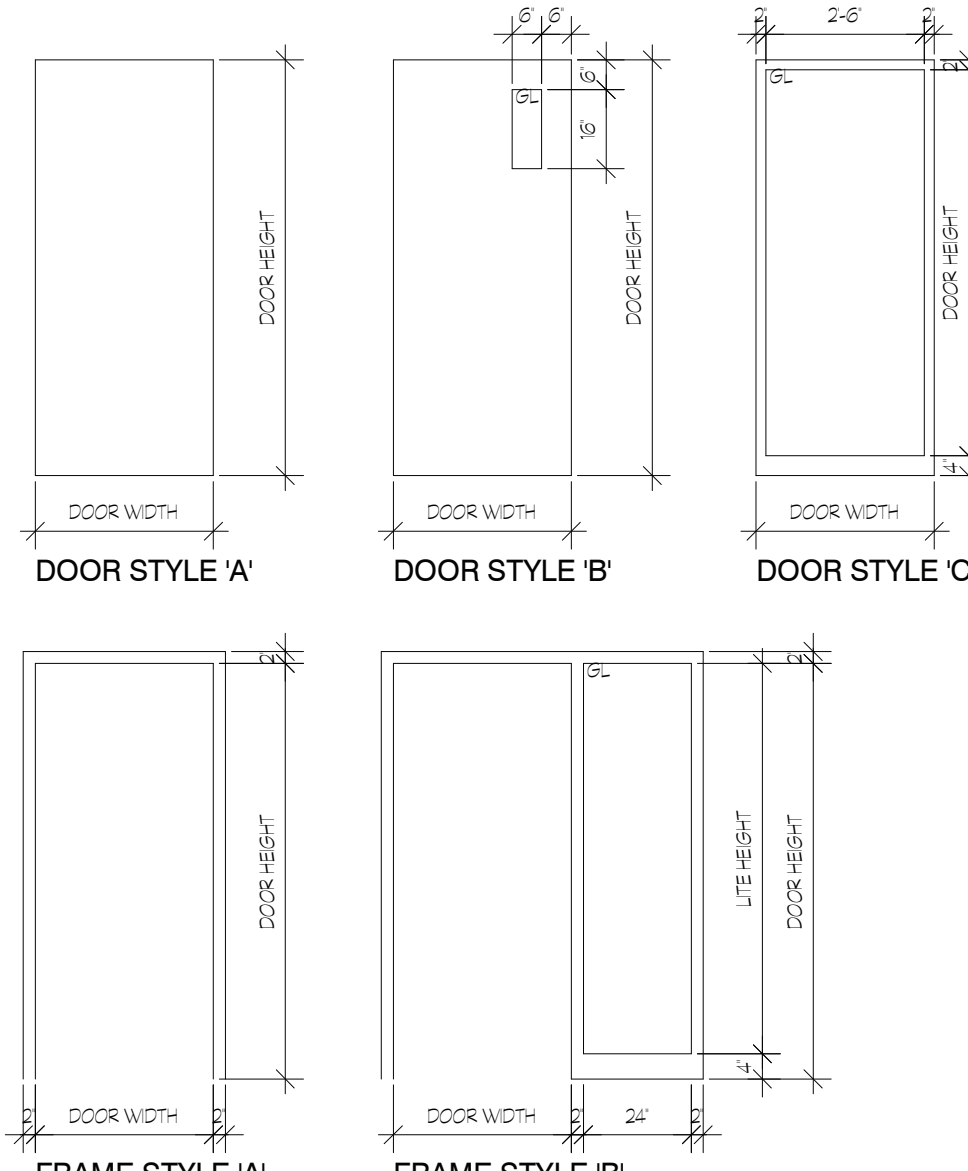 6" 6"
2" 2'-6" 2"
6"
GL
16"
GL
2"
DOOR HEIGHT
DOOR HEIGHT
DOOR HEIGHT
4"
DOOR WIDTH
DOOR WIDTH
DOOR WIDTH
DOOR STYLE 'A'
DOOR STYLE 'B'
DOOR STYLE 'C
2"
2"
GL
DOOR HEIGHT
LITE HEIGHT
DOOR HEIGHT
4"
2" DOOR WIDTH 2"
DOOR WIDTH 2" 24" 2"
FRAME STYLE 'A'
FRAME STYLE 'B'